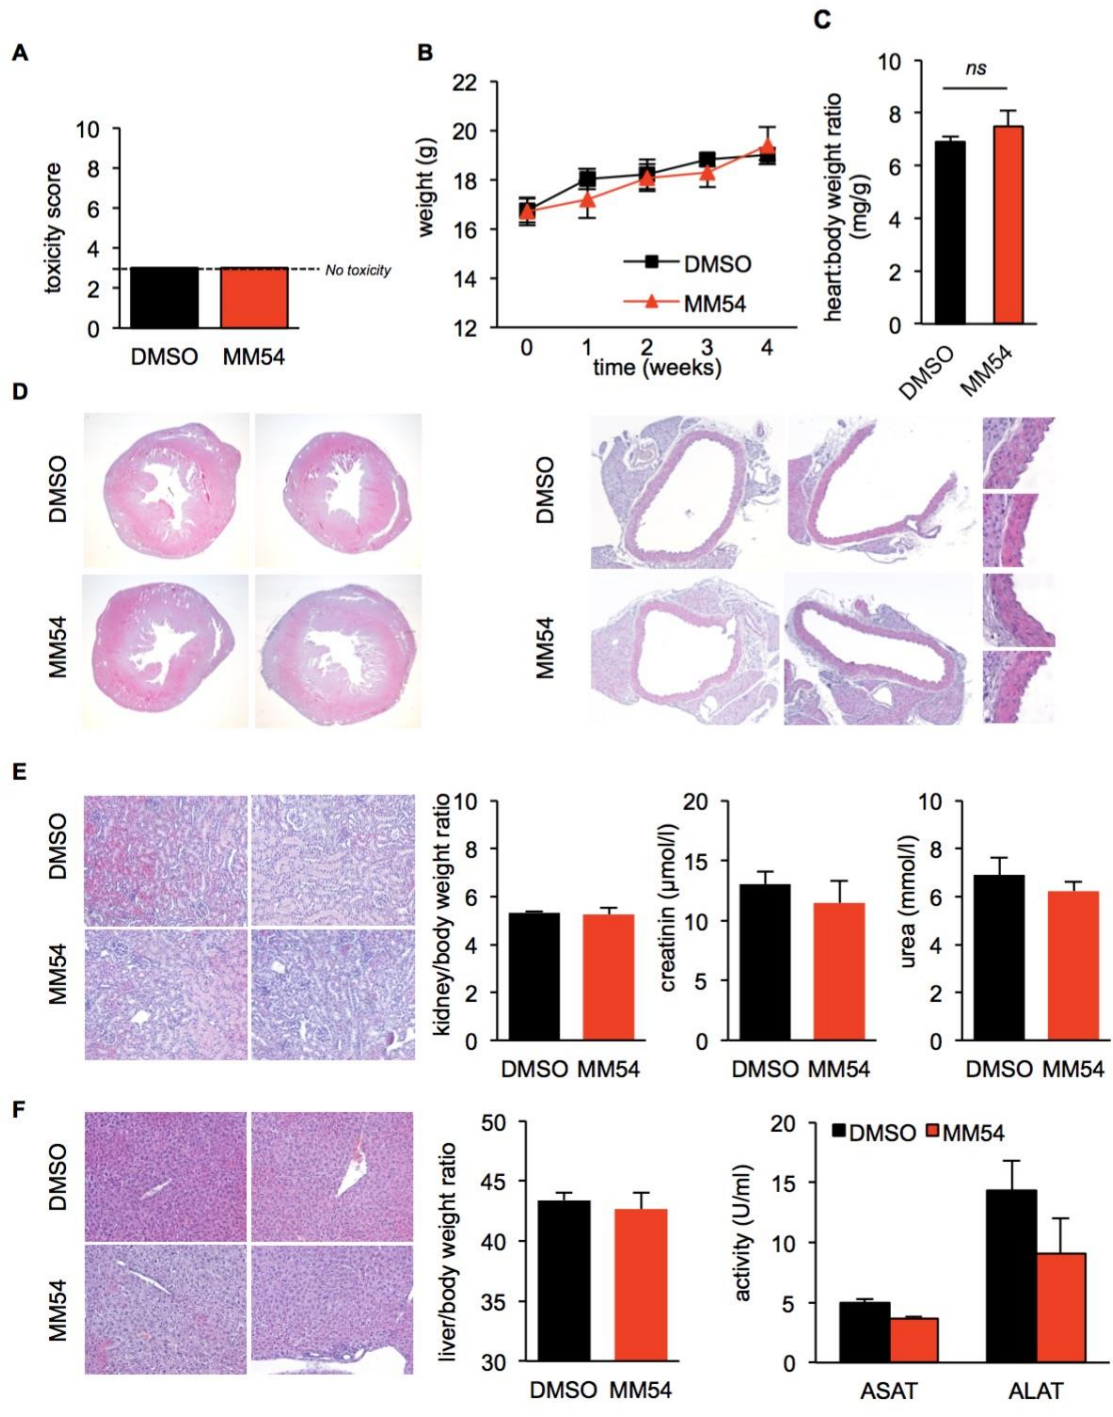 A
toxicity score
10
8
6
4
2
0
No toxicity
DMSO MM54
B
weight (g)
22
20
18
16
14
12
DMSO
MM54
0 1 2 3 4
time (weeks)
C
heart:body weight ratio
(mg/g)
10
8
6
4
2
0
ns
DMSO
MM54
D
DMSO
MM54
DMSO
MM54
E
DMSO
MM54
kidney/body weight ratio
10
8
6
4
2
0
DMSO MM54
creatinin (μmol/l)
20
15
10
5
0
DMSO MM54
urea (mmol/l)
10
8
6
4
2
0
DMSO MM54
F
DMSO
MM54
liver/body weight ratio
50
45
40
35
30
DMSO MM54
activity (U/ml)
20
15
10
5
0
DMSO MM54
ASAT ALAT